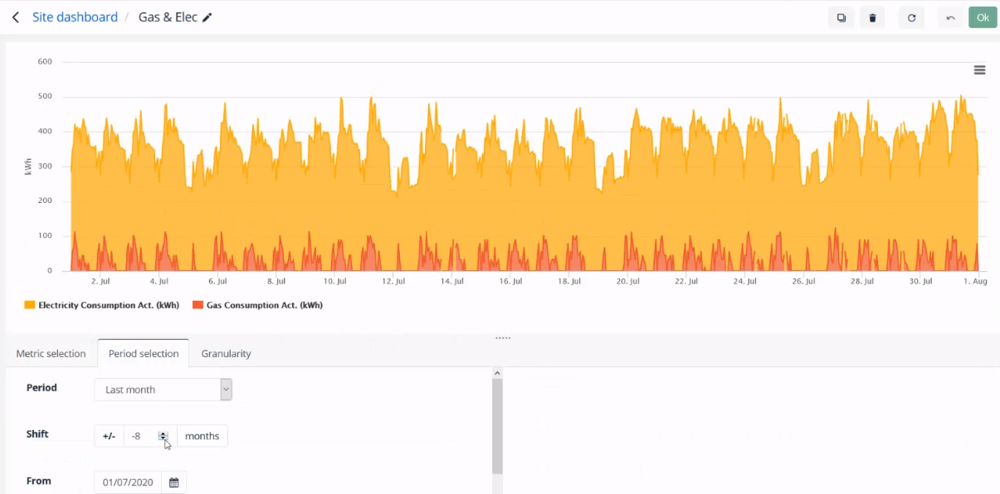 Site dashboard / Gas & Elec
Ok
600
500
400
300
200
100
0
kWh
2. Jul 4. Jul 6. Jul 8. Jul 10. Jul 12. Jul 14. Jul 16. Jul 18. Jul 20. Jul 22. Jul 24. Jul 26. Jul 28. Jul 30. Jul 1. Aug
Electricity Consumption Act. (kWh) Gas Consumption Act. (kWh)
Metric selection Period selection Granularity
Period Last month
Shift +/- -8 months
From 01/07/2020